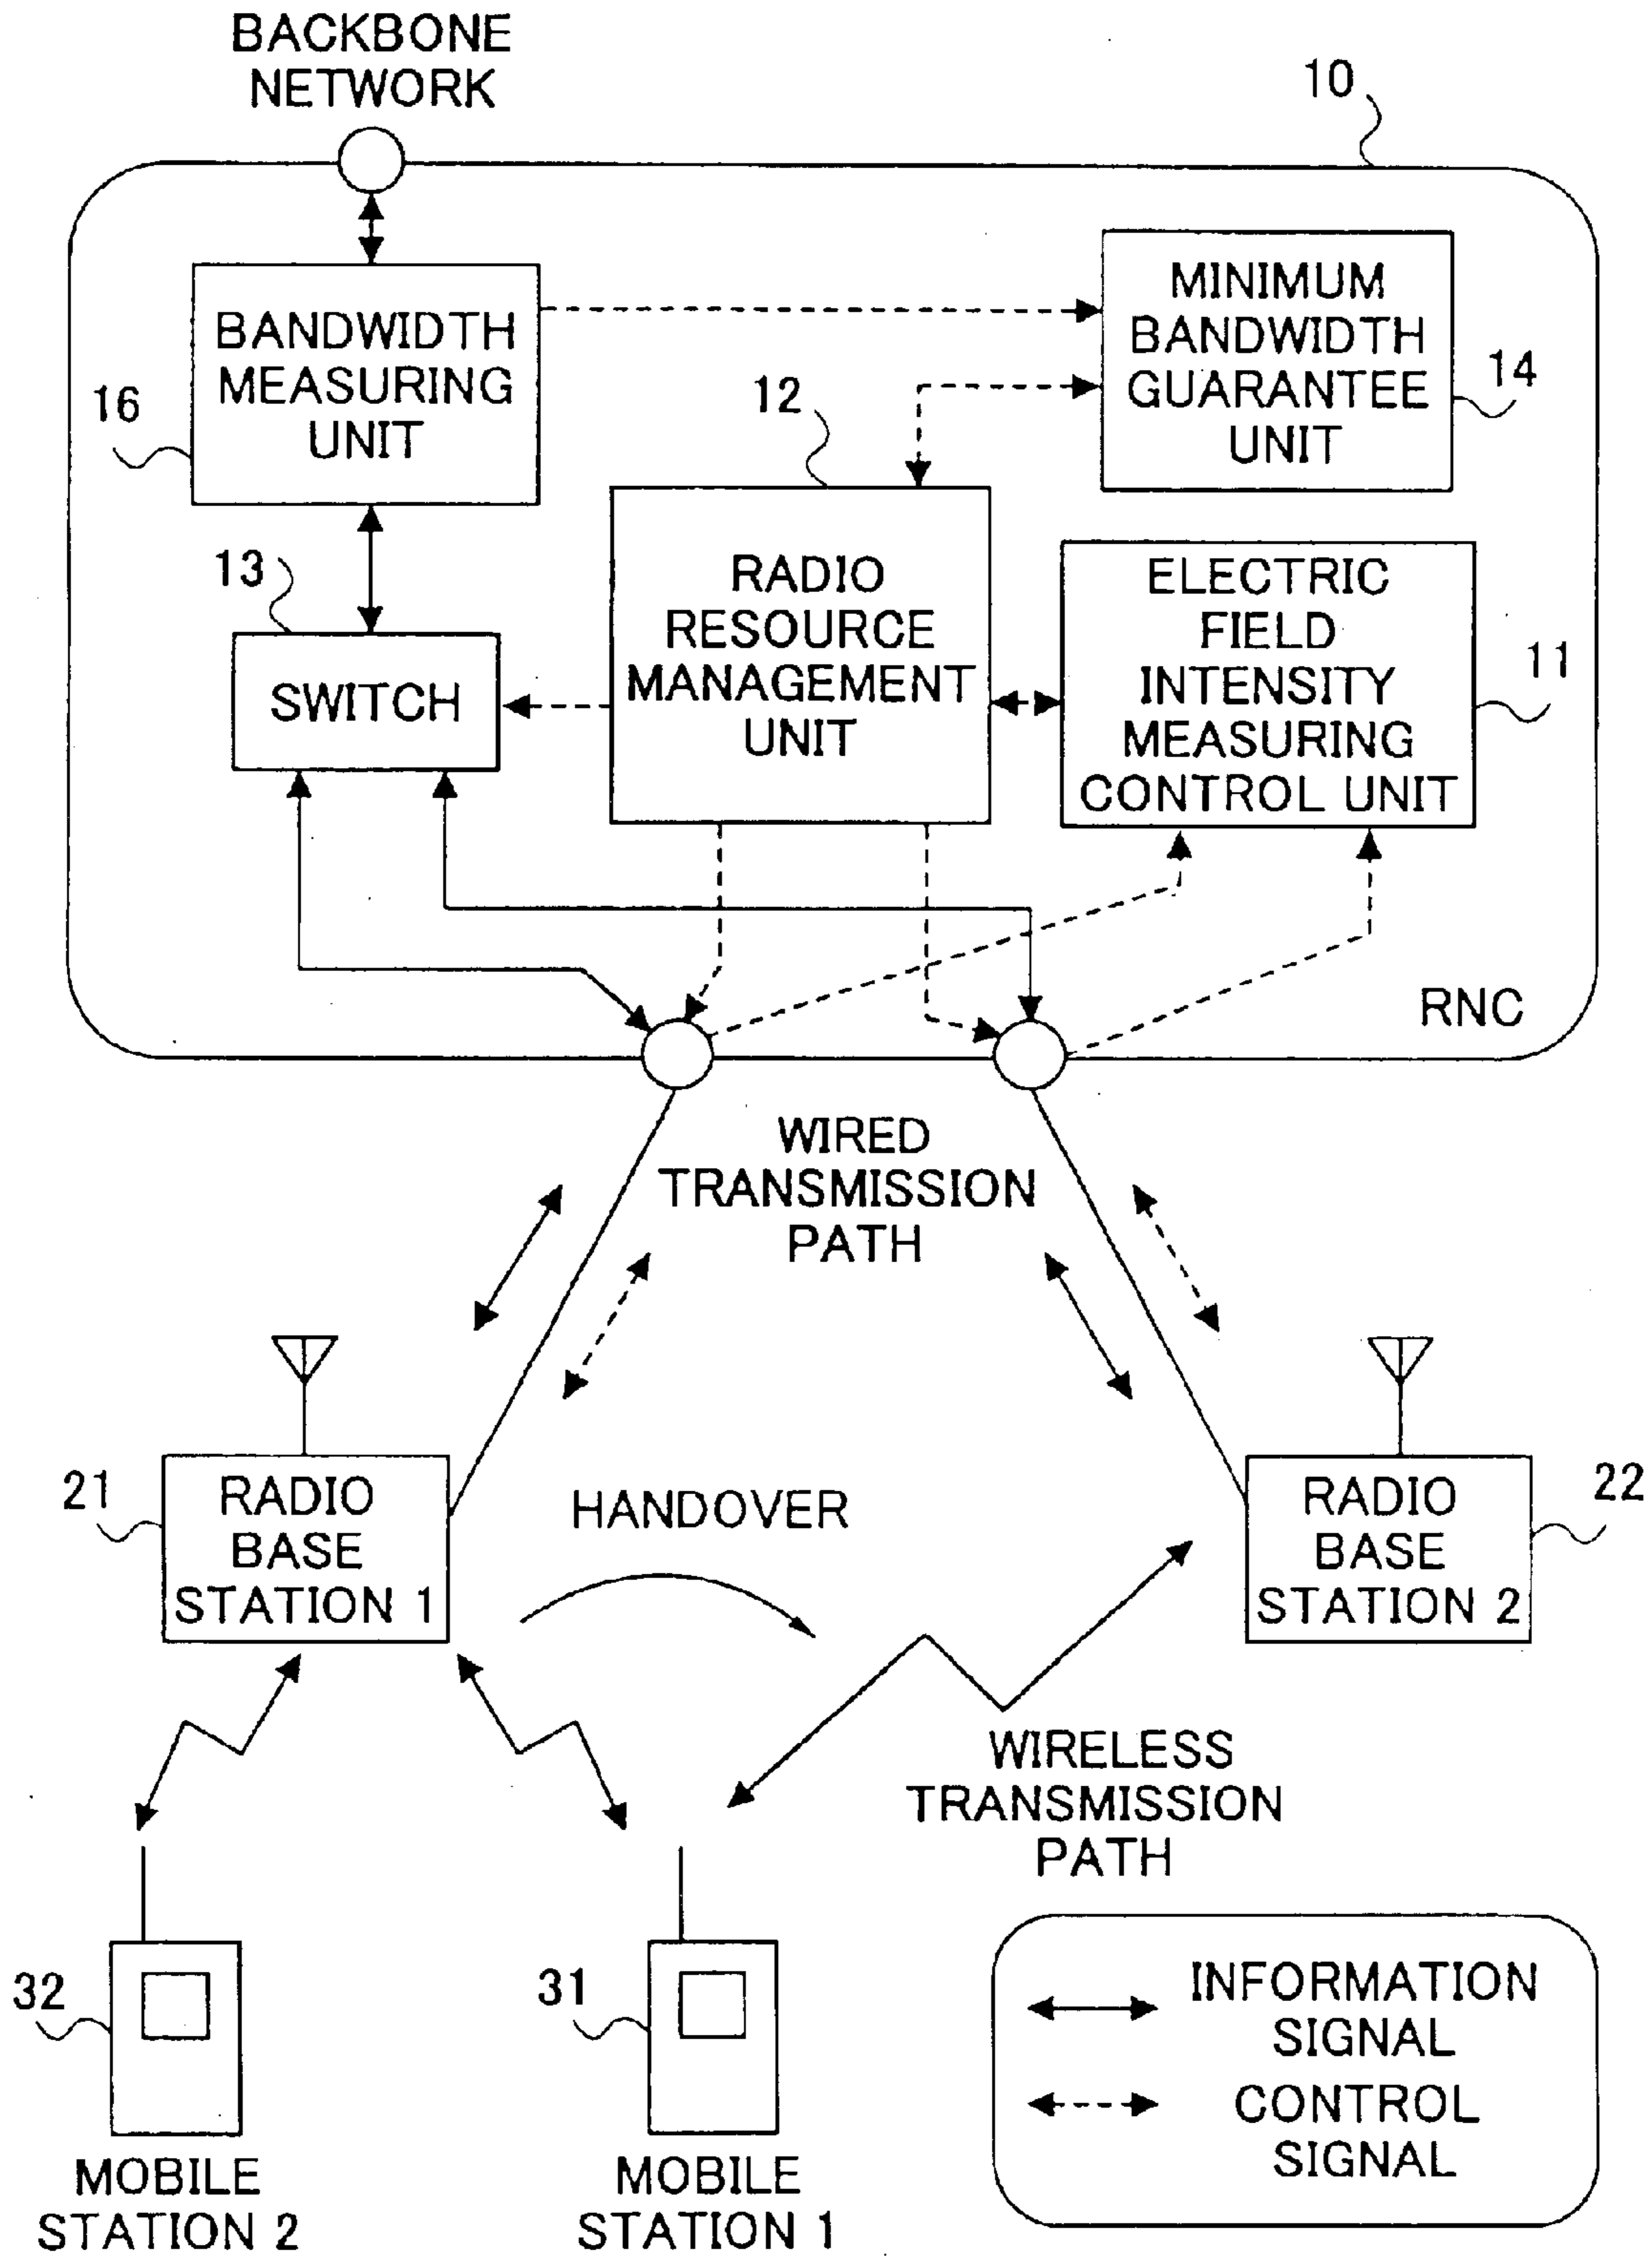 BACKBONE
NETWORK
10
BANDWIDTH
MEASURING
UNIT
16
MINIMUM
BANDWIDTH
GUARANTEE
UNIT
14
12
13
RADIO
RESOURCE
MANAGEMENT
UNIT
ELECTRIC
FIELD
INTENSITY
MEASURING
CONTROL UNIT
11
SWITCH
RNC
WIRED
TRANSMISSION
PATH
21
RADIO
BASE
STATION 1
HANDOVER
RADIO
BASE
STATION 2
22
WIRELESS
TRANSMISSION
PATH
32
31
MOBILE
STATION 2
MOBILE
STATION 1
INFORMATION
SIGNAL
CONTROL
SIGNAL